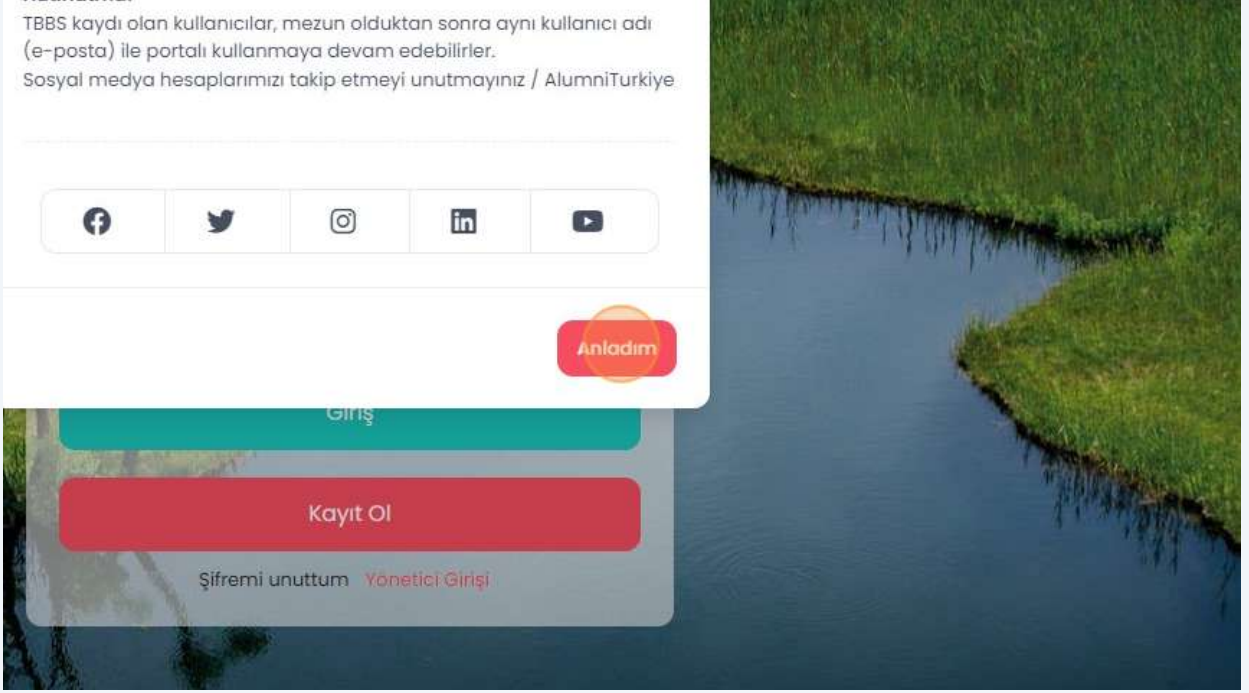 TBBS kaydı olan kullanıcılar, mezun olduktan sonra aynı kullanıcı adı
(e-posta) ile portalı kullanmaya devam edebilirler.
Sosyal medya hesaplarımızı takip etmeyi unutmayınız / AlumniTurkiye
Anladım
Giriş
Kayıt Ol
Şifremi unuttum Yönetici Girişi